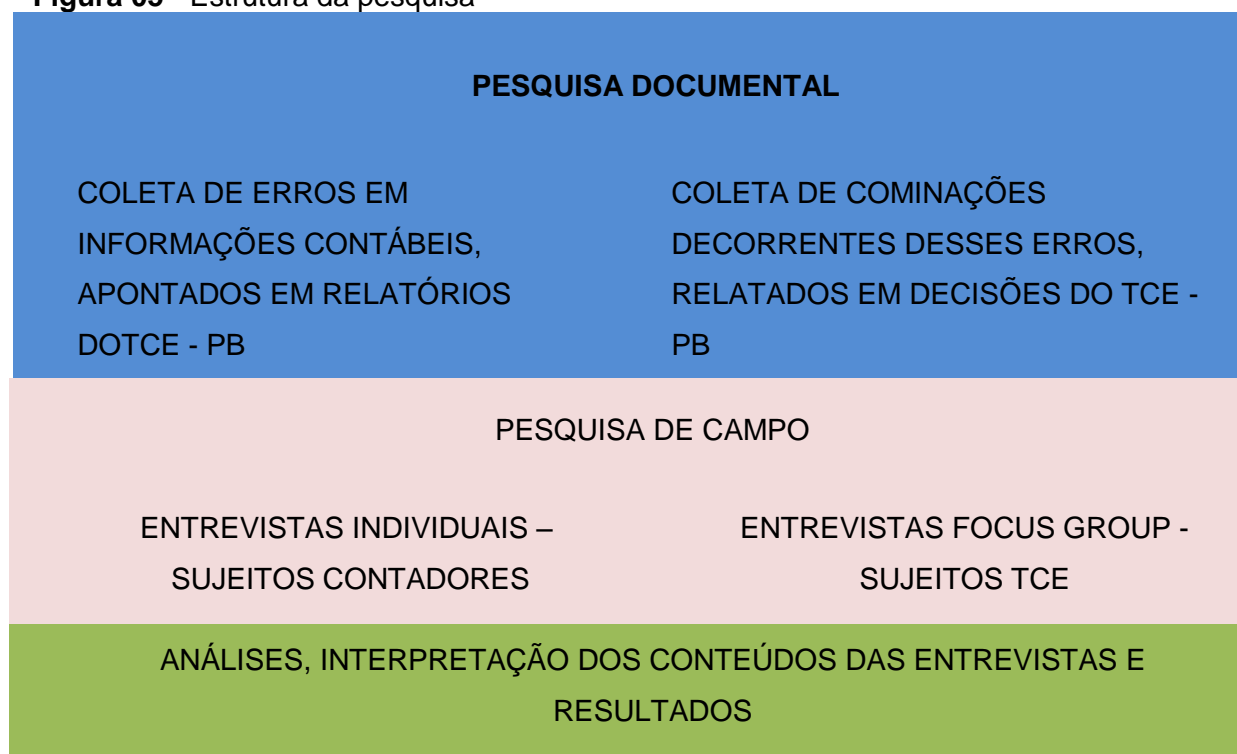 Figura 05 - Estrutura da pesquisa
PESQUISA DOCUMENTAL
COLETA DE ERROS EM
INFORMAÇÕES CONTÁBEIS,
APONTADOS EM RELATÓRIOS
DOTCE - PB
COLETA DE COMINAÇÕES
DECORRENTES DESSES ERROS,
RELATADOS EM DECISÕES DO TCE -
PB
PESQUISA DE CAMPO
ENTREVISTAS INDIVIDUAIS –
SUJEITOS CONTADORES
ENTREVISTAS FOCUS GROUP -
SUJEITOS TCE
ANÁLISES, INTERPRETAÇÃO DOS CONTEÚDOS DAS ENTREVISTAS E
RESULTADOS